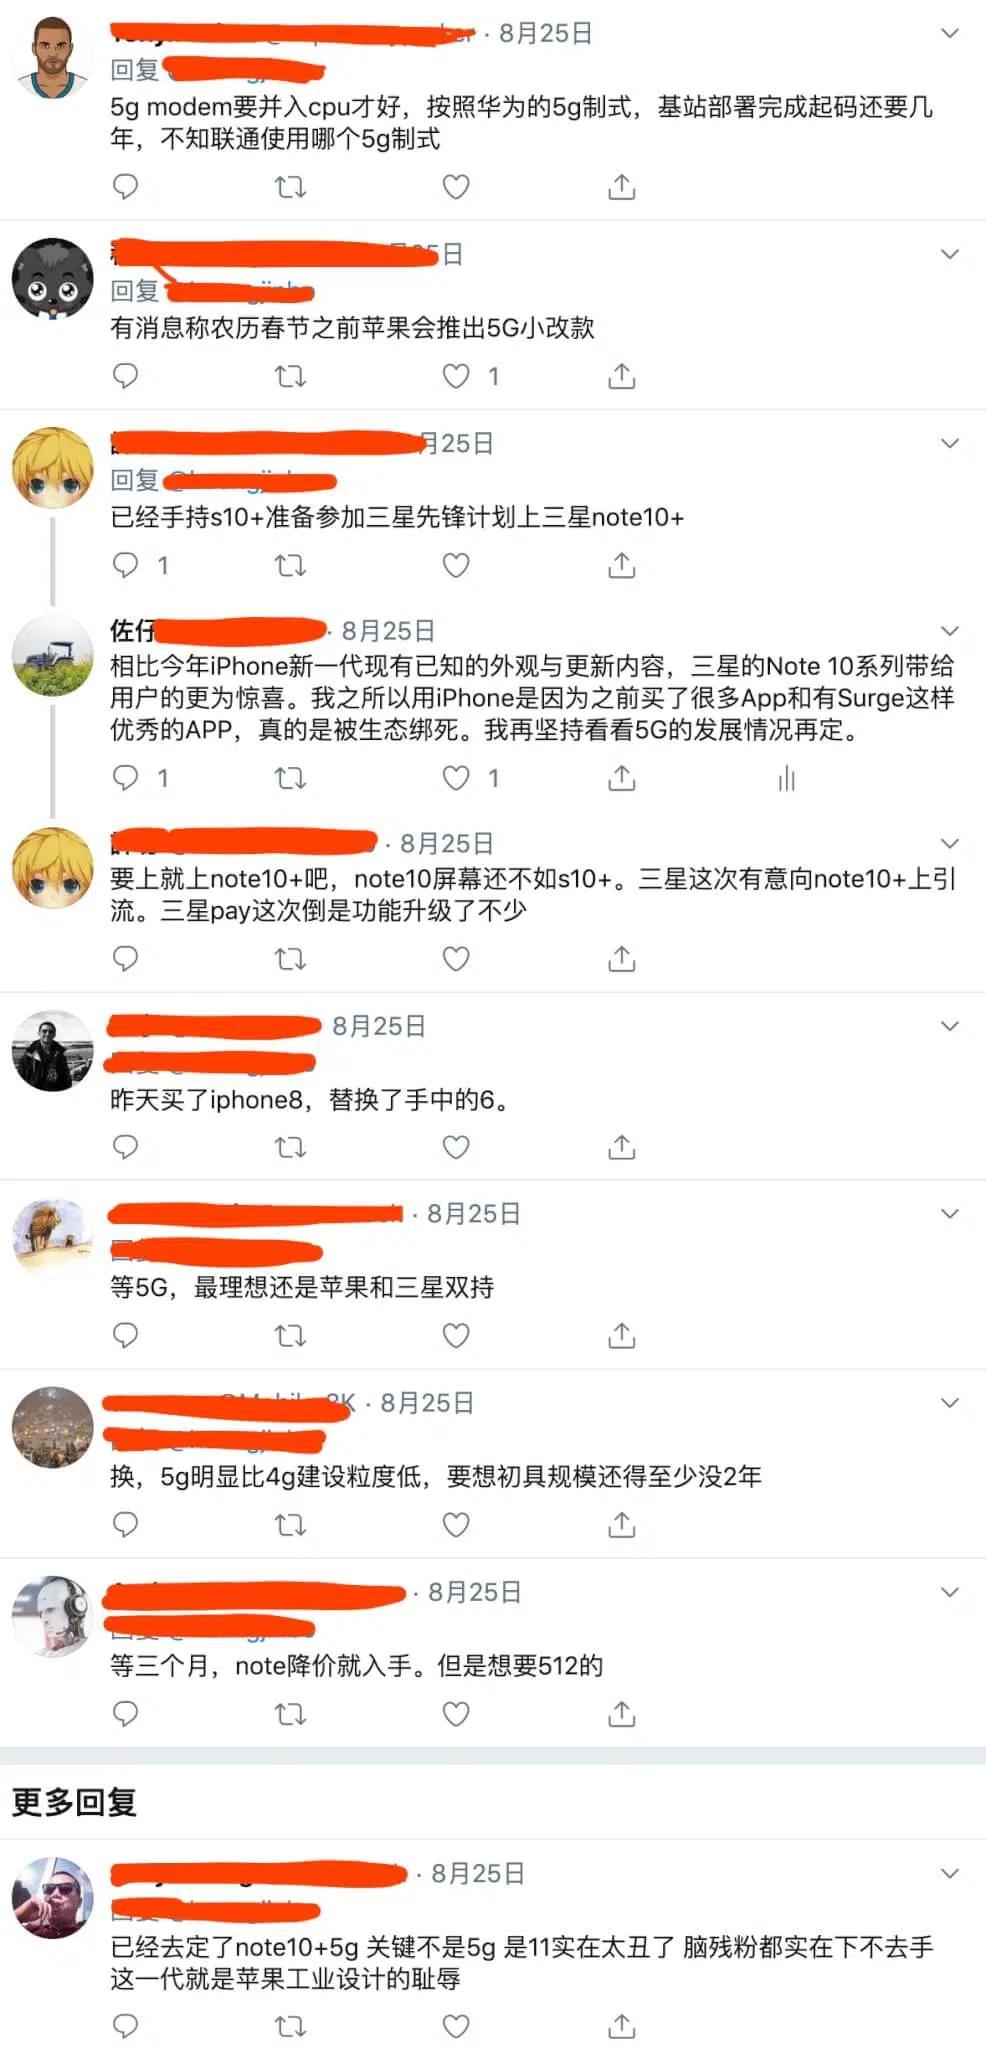 8月25日
回复
5g modem要并入cpu才好，按照华为的5g制式，基站部署完成起码还要几
年，不知联通使用哪个5g制式
日
回复
有消息称农历春节之前苹果会推出5G小改款
1
月25日
回复
已经手持s10+准备参加三星先锋计划上三星note10+
1
佐仔 · 8月25日
相比今年iPhone新一代现有已知的外观与更新内容，三星的Note 10系列带给
用户的更为惊喜。我之所以用iPhone是因为之前买了很多App和有Surge这样
优秀的APP，真的是被生态绑死。我再坚持看看5G的发展情况再定。
1 1
· 8月25日
要上就上note10+吧，note10屏幕还不如s10+。三星这次有意向note10+上引
流。三星pay这次倒是功能升级了不少
8月25日
昨天买了iphone8，替换了手中的6。
· 8月25日
等5G，最理想还是苹果和三星双持
K · 8月25日
换，5g明显比4g建设粒度低，要想初具规模还得至少没2年
· 8月25日
等三个月，note降价就入手。但是想要512的
更多回复
· 8月25日
已经去定了note10+5g 关键不是5g 是11实在太丑了 脑残粉都实在下不去手
这一代就是苹果工业设计的耻辱